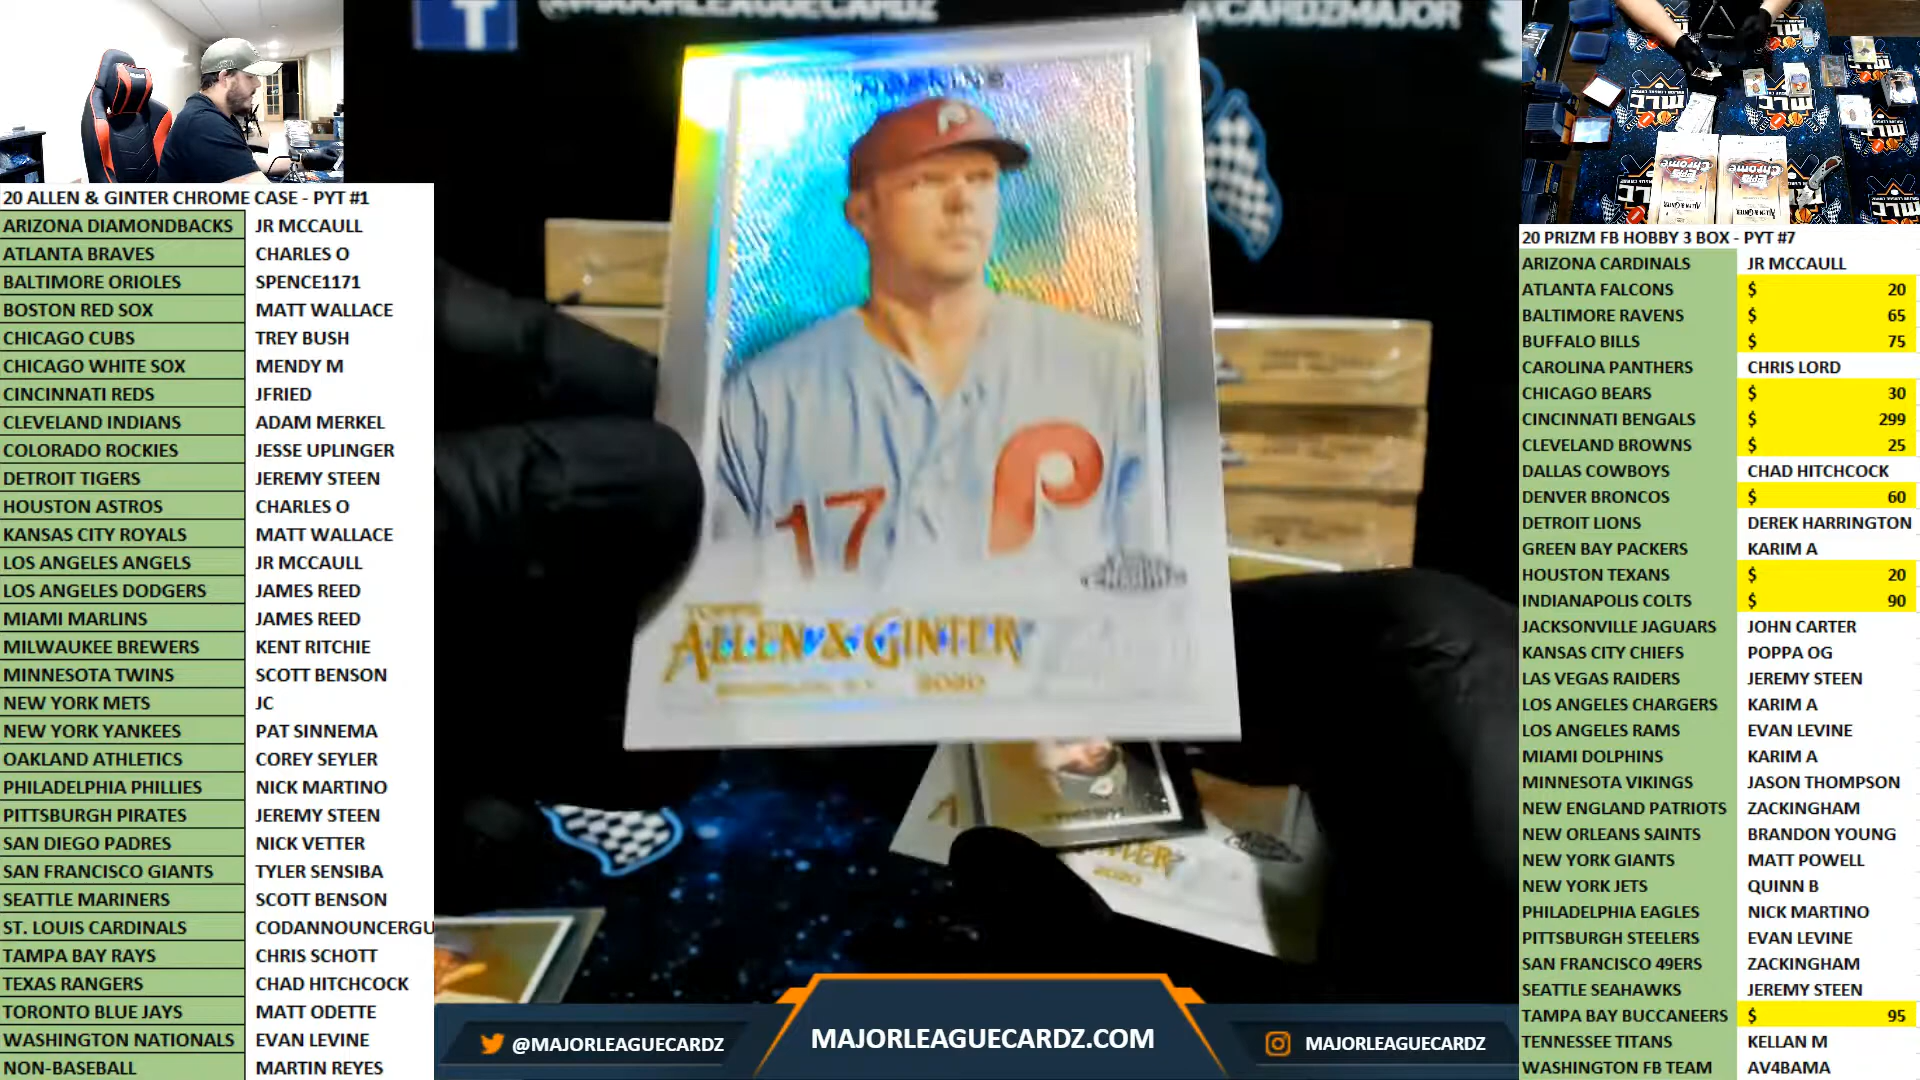 @MAJORLEAGUECARDZ
@CARDZMAJOR
20 ALLEN & GINTER CHROME CASE - PYT #1
ARIZONA DIAMONDBACKS JR MCCAULL
ATLANTA BRAVES CHARLES O
BALTIMORE ORIOLES SPENCE1171
BOSTON RED SOX MATT WALLACE
CHICAGO CUBS TREY BUSH
CHICAGO WHITE SOX MENDY M
CINCINNATI REDS JFRIED
CLEVELAND INDIANS ADAM MERKEL
COLORADO ROCKIES JESSE UPLINGER
DETROIT TIGERS JEREMY STEEN
HOUSTON ASTROS CHARLES O
KANSAS CITY ROYALS MATT WALLACE
LOS ANGELES ANGELS JR MCCAULL
LOS ANGELES DODGERS JAMES REED
MIAMI MARLINS JAMES REED
MILWAUKEE BREWERS KENT RITCHIE
MINNESOTA TWINS SCOTT BENSON
NEW YORK METS JC
NEW YORK YANKEES PAT SINNEMA
OAKLAND ATHLETICS COREY SEYLER
PHILADELPHIA PHILLIES NICK MARTINO
PITTSBURGH PIRATES JEREMY STEEN
SAN DIEGO PADRES NICK VETTER
SAN FRANCISCO GIANTS TYLER SENSIBA
SEATTLE MARINERS SCOTT BENSON
ST. LOUIS CARDINALS CODANNOUNCERGU
TAMPA BAY RAYS CHRIS SCHOTT
TEXAS RANGERS CHAD HITCHCOCK
TORONTO BLUE JAYS MATT ODETTE
WASHINGTON NATIONALS EVAN LEVINE
NON-BASEBALL MARTIN REYES
P
17 P
CHROME
TOPPS
ALLEN & GINTER
2020
2020
@MAJORLEAGUECARDZ
MAJORLEAGUECARDZ.COM
MAJORLEAGUECARDZ
MLC
CHROME
CHROME
ALLEN & GINTER
ALLEN & GINTER
20 PRIZM FB HOBBY 3 BOX - PYT #7
ARIZONA CARDINALS JR MCCAULL
ATLANTA FALCONS $ 20
BALTIMORE RAVENS $ 65
BUFFALO BILLS $ 75
CAROLINA PANTHERS CHRIS LORD
CHICAGO BEARS $ 30
CINCINNATI BENGALS $ 299
CLEVELAND BROWNS $ 25
DALLAS COWBOYS CHAD HITCHCOCK
DENVER BRONCOS $ 60
DETROIT LIONS DEREK HARRINGTON
GREEN BAY PACKERS KARIM A
HOUSTON TEXANS $ 20
INDIANAPOLIS COLTS $ 90
JACKSONVILLE JAGUARS JOHN CARTER
KANSAS CITY CHIEFS POPPA OG
LAS VEGAS RAIDERS JEREMY STEEN
LOS ANGELES CHARGERS KARIM A
LOS ANGELES RAMS EVAN LEVINE
MIAMI DOLPHINS KARIM A
MINNESOTA VIKINGS JASON THOMPSON
NEW ENGLAND PATRIOTS ZACKINGHAM
NEW ORLEANS SAINTS BRANDON YOUNG
NEW YORK GIANTS MATT POWELL
NEW YORK JETS QUINN B
PHILADELPHIA EAGLES NICK MARTINO
PITTSBURGH STEELERS EVAN LEVINE
SAN FRANCISCO 49ERS ZACKINGHAM
SEATTLE SEAHAWKS JEREMY STEEN
TAMPA BAY BUCCANEERS $ 95
TENNESSEE TITANS KELLAN M
WASHINGTON FB TEAM AV4BAMA